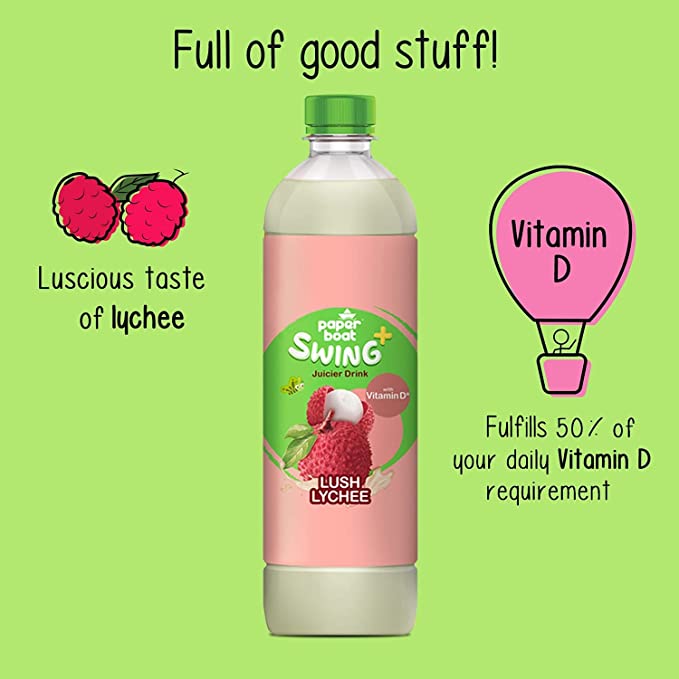 Full of good stuff!
Luscious taste
of lychee
Vitamin
D
Fulfills 50% of
your daily Vitamin D
requirement
paper
boat
SWING+
Juicier Drink
with
Vitamin D*
LUSH
LYCHEE